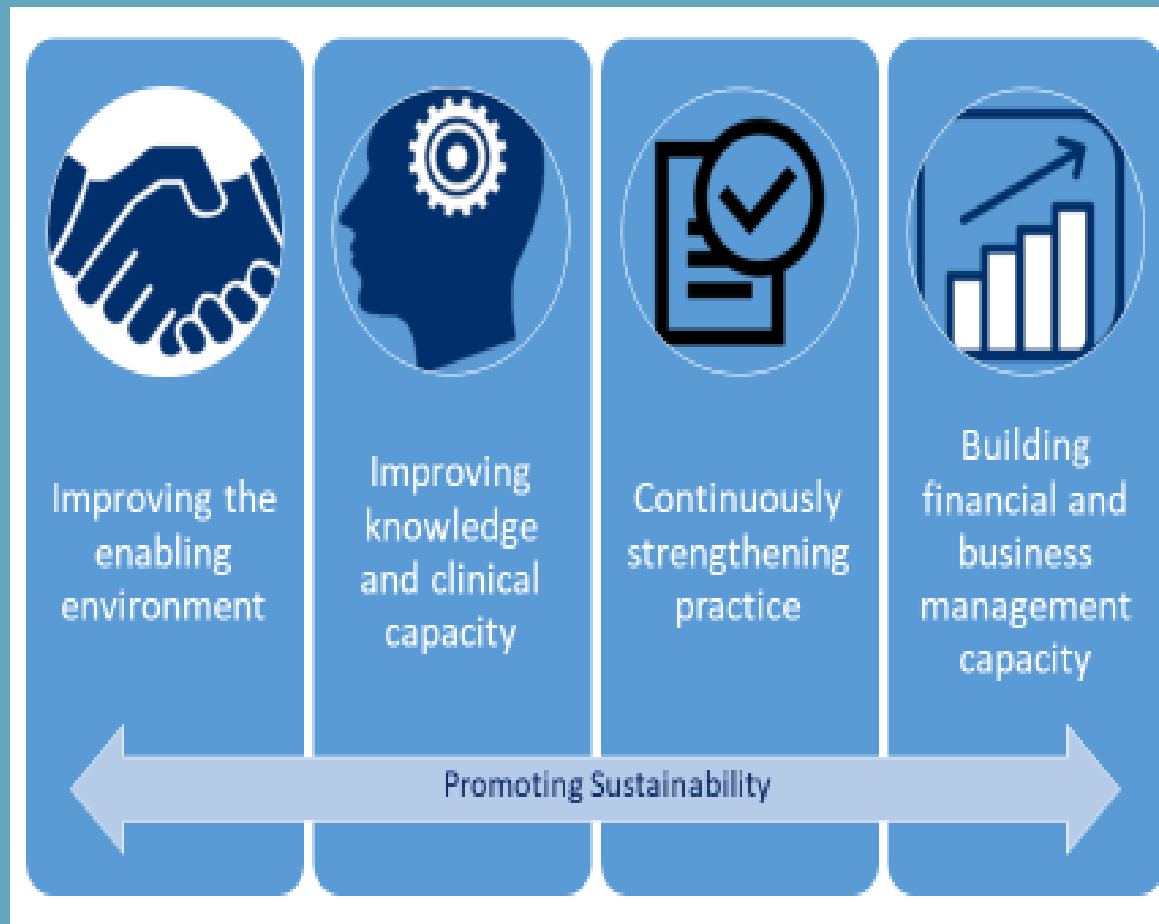 Improving the
enabling
environment
Improving
knowledge
and clinical
capacity
Continuously
strengthening
practice
Building
financial and
business
management
capacity
Promoting Sustainability